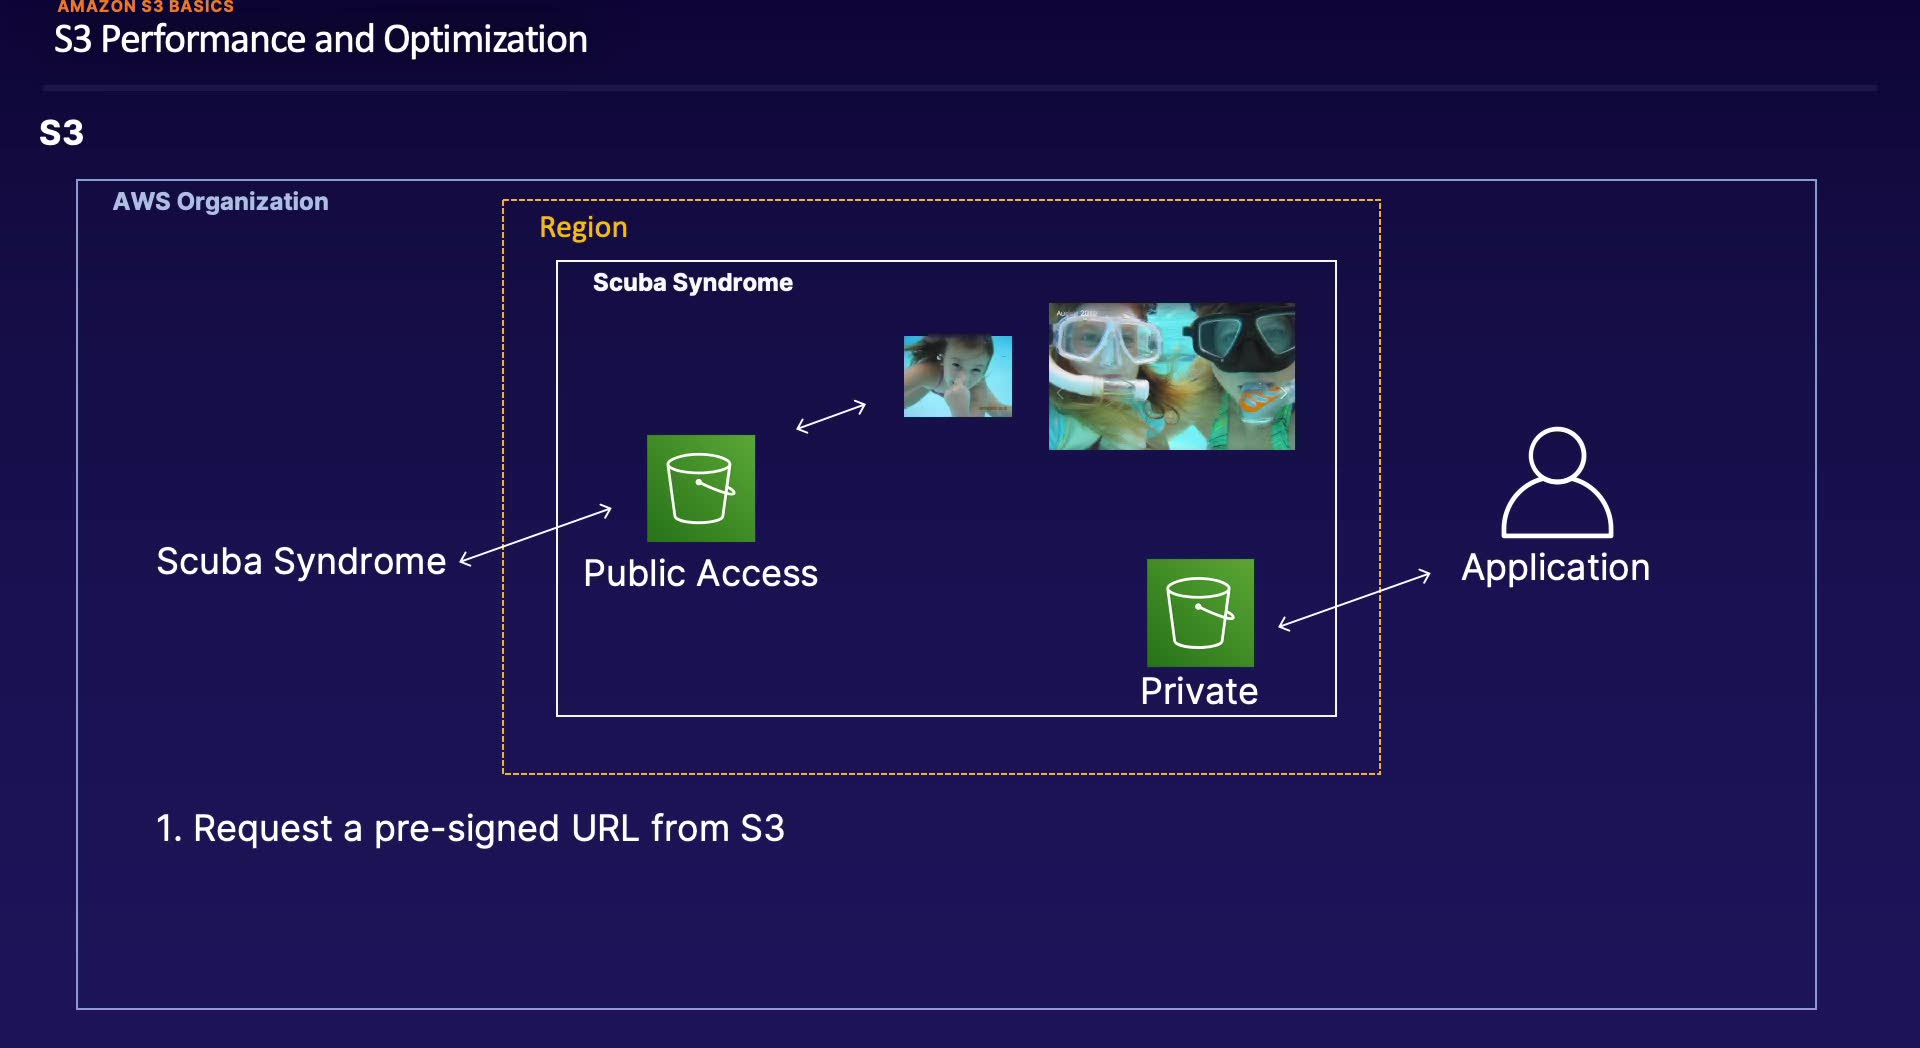 AMAZON S3 BASICS
S3 Performance and Optimization
S3
AWS Organization
Region
Scuba Syndrome
Scuba Syndrome
Public Access
Application
Private
1. Request a pre-signed URL from S3